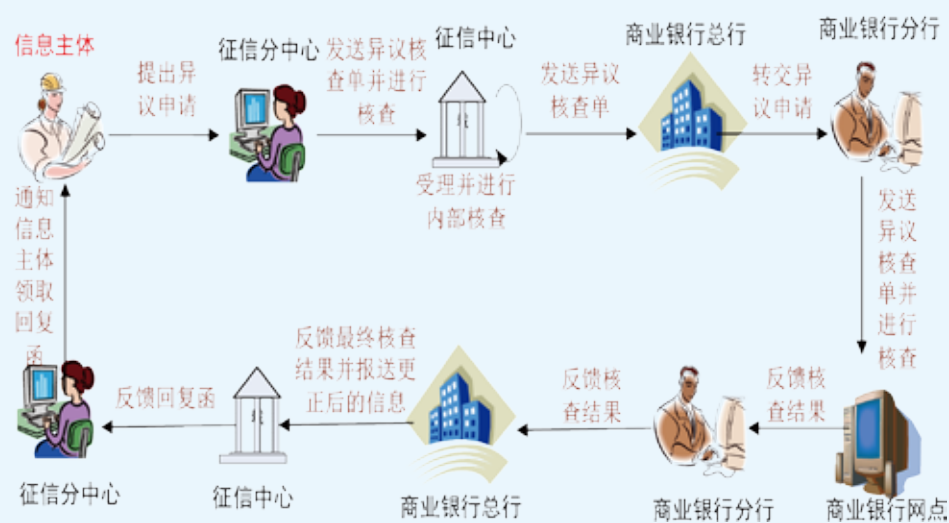 信息主体
提出异
议申请
征信分中心
发送异议核
查单并进行
核查
征信中心
受理并进行
内部核查
发送异议
核查单
商业银行总行
转交异
议申请
商业银行分行
发送
异议
核查
单并
进行
核查
商业银行网点
反馈核
查结果
商业银行分行
反馈核
查结果
商业银行总行
反馈最终核查
结果并报送更
正后的信息
征信中心
反馈回复函
征信分中心
通知
信息
主体
领取
回复
函